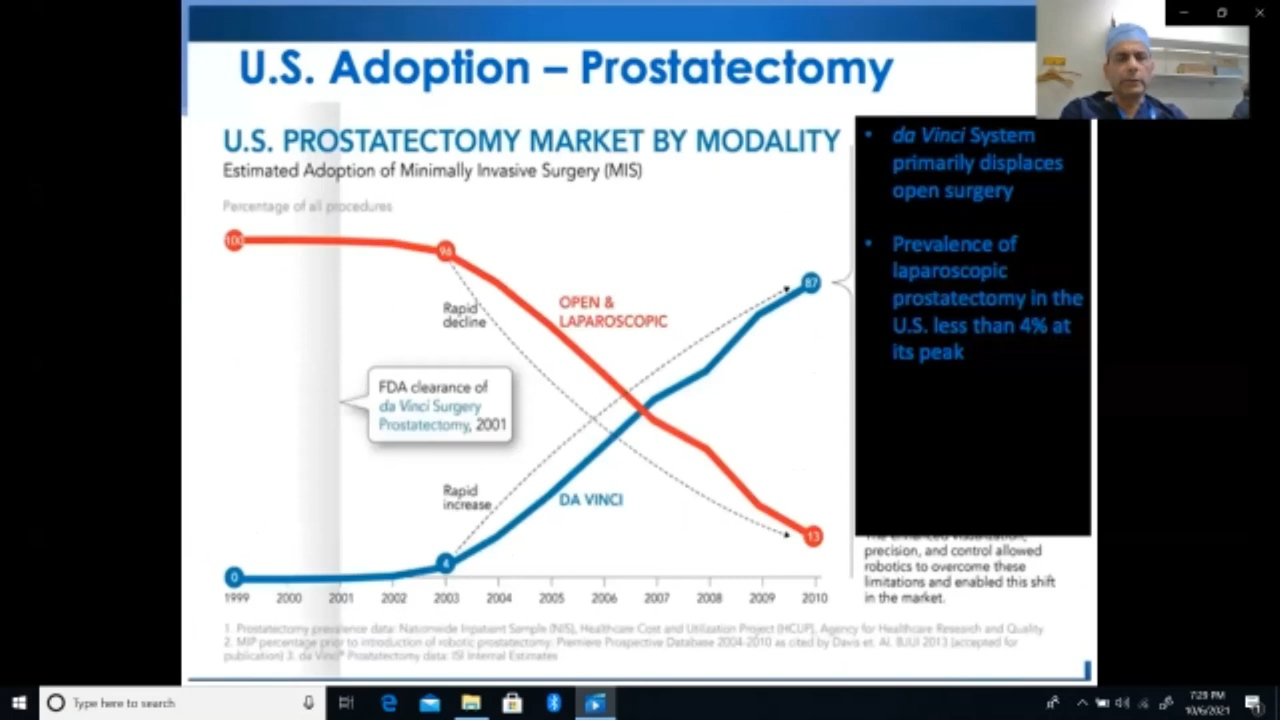 U.S. Adoption – Prostatectomy
U.S. PROSTATECTOMY MARKET BY MODALITY
Estimated Adoption of Minimally Invasive Surgery (MIS)
Percentage of all procedures
100
96
Rapid
decline
OPEN &
LAPAROSCOPIC
87
FDA clearance of
da Vinci Surgery
Prostatectomy, 2001
Rapid
increase
DA VINCI
13
0
4
1999 2000 2001 2002 2003 2004 2005 2006 2007 2008 2009 2010
• da Vinci System
primarily displaces
open surgery
• Prevalence of
laparoscopic
prostatectomy in the
U.S. less than 4% at
its peak
precision, and control allowed
robotics to overcome these
limitations and enabled this shift
in the market.
1. Prostatectomy prevalence data: Nationwide Inpatient Sample (NIS), Healthcare Cost and Utilization Project (HCUP), Agency for Healthcare Research and Quality
2. MIP percentage prior to introduction of robotic prostatectomy: Premiere Prospective Database 2004-2010 as cited by Davis et. Al. BJUI 2013 (accepted for
publication) 3. da Vinci® Prostatectomy data: ISI Internal Estimates
Type here to search
7:29 PM
10/6/2021